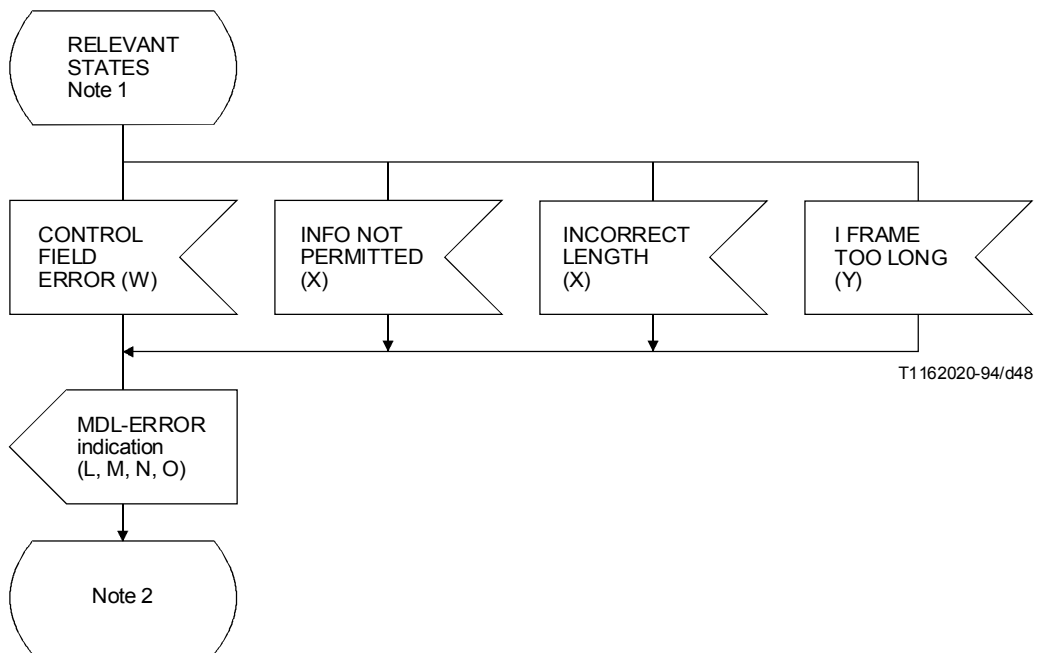 RELEVANT
STATES
Note 1
CONTROL
FIELD
ERROR (W)
INFO NOT
PERMITTED
(X)
INCORRECT
LENGTH
(X)
I FRAME
TOO LONG
(Y)
T1162020-94/d48
MDL-ERROR
indication
(L, M, N, O)
Note 2